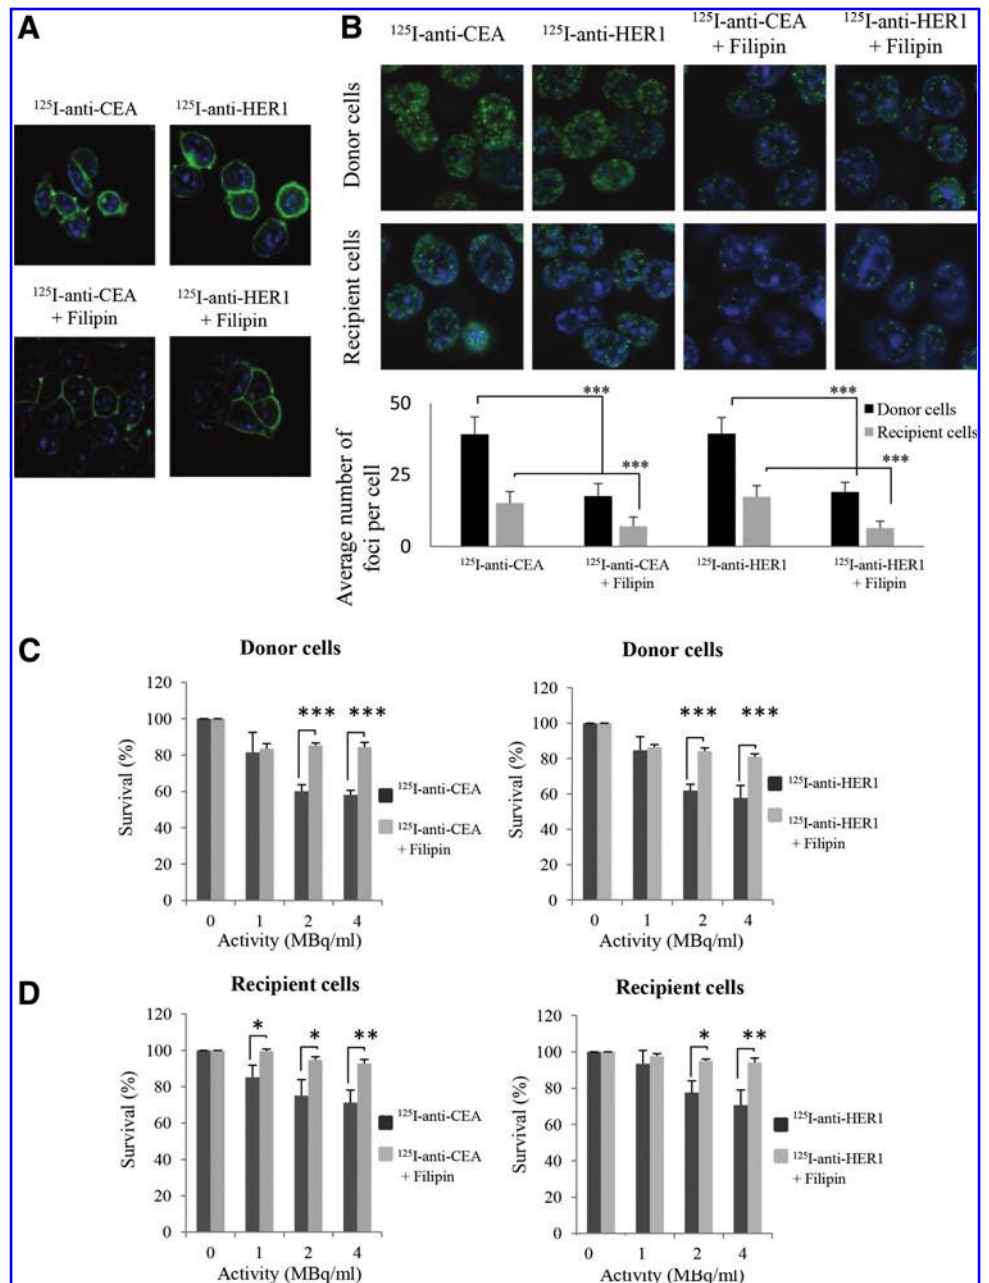 A
¹²⁵I-anti-CEA
¹²⁵I-anti-HER1
¹²⁵I-anti-CEA
+ Filipin
¹²⁵I-anti-HER1
+ Filipin
B
¹²⁵I-anti-CEA
¹²⁵I-anti-HER1
¹²⁵I-anti-CEA
+ Filipin
¹²⁵I-anti-HER1
+ Filipin
Donor cells
Recipient cells
Average number of
foci per cell
50
25
0
***
***
***
***
Donor cells
Recipient cells
¹²⁵I-anti-CEA
¹²⁵I-anti-CEA
+ Filipin
¹²⁵I-anti-HER1
¹²⁵I-anti-HER1
+ Filipin
C
Donor cells
Survival (%)
120
100
80
60
40
20
0
*** ***
0 1 2 4
Activity (MBq/ml)
¹²⁵I-anti-CEA
¹²⁵I-anti-CEA
+ Filipin
Donor cells
Survival (%)
120
100
80
60
40
20
0
*** ***
0 1 2 4
Activity (MBq/ml)
¹²⁵I-anti-HER1
¹²⁵I-anti-HER1
+ Filipin
D
Recipient cells
Survival (%)
120
100
80
60
40
20
0
* * **
0 1 2 4
Activity (MBq/ml)
¹²⁵I-anti-CEA
¹²⁵I-anti-CEA
+ Filipin
Recipient cells
Survival (%)
120
100
80
60
40
20
0
* **
0 1 2 4
Activity (MBq/ml)
¹²⁵I-anti-HER1
¹²⁵I-anti-HER1
+ Filipin